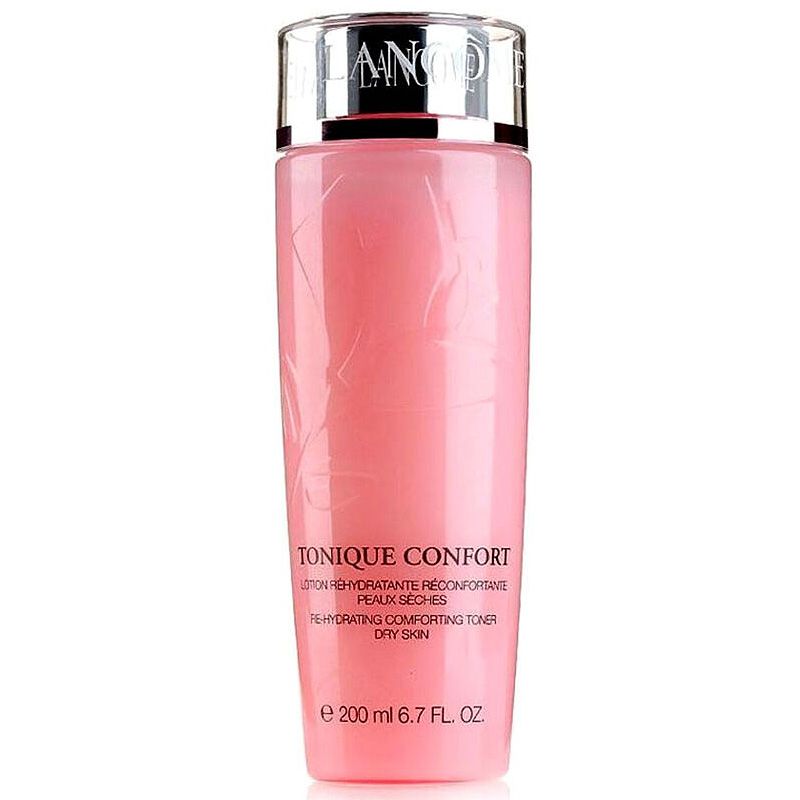 LANCÔME
TONIQUE CONFORT
LOTION RÉHYDRATANTE RÉCONFORTANTE
PEAUX SÈCHES
RE-HYDRATING COMFORTING TONER
DRY SKIN
e 200 ml 6.7 FL. OZ.